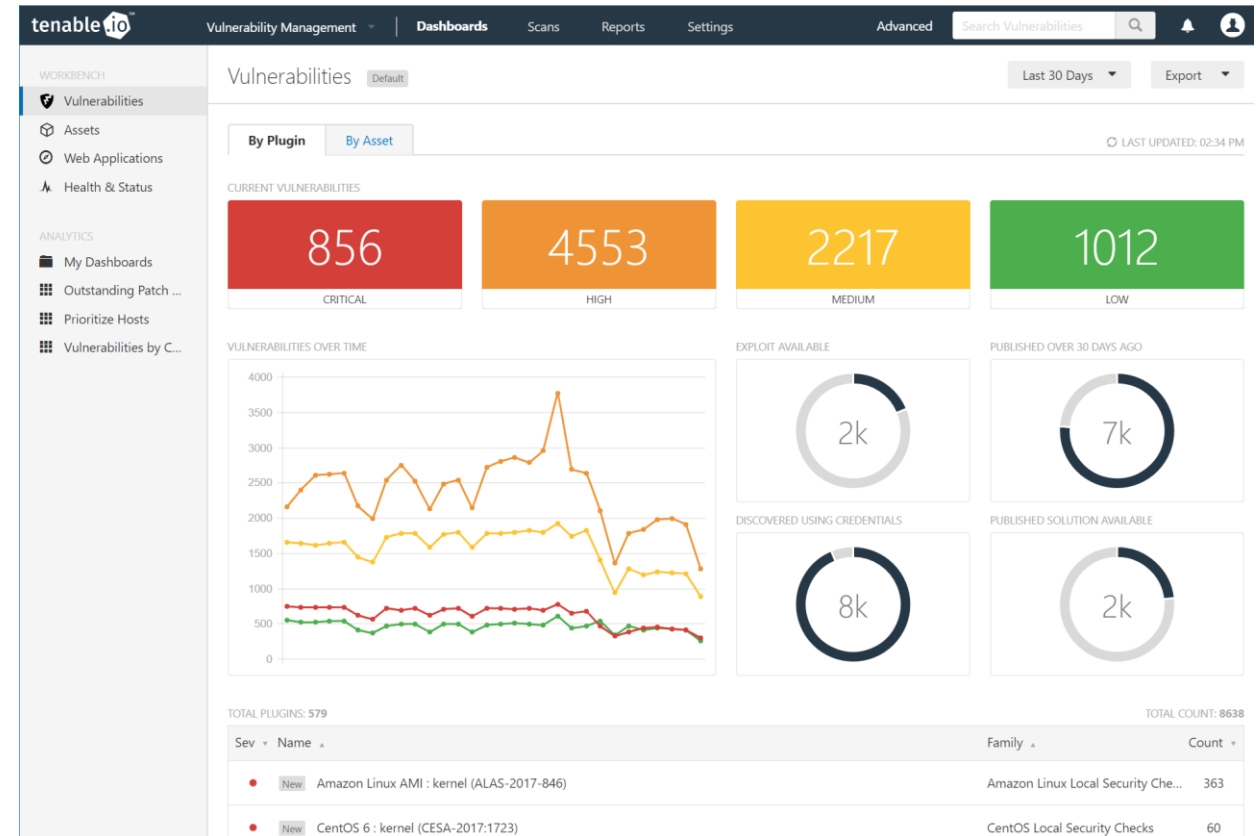 tenable.io™
Vulnerability Management
Dashboards
Scans
Reports
Settings
Advanced
Search Vulnerabilities
WORKBENCH
Vulnerabilities
Assets
Web Applications
Health & Status
ANALYTICS
My Dashboards
Outstanding Patch ...
Prioritize Hosts
Vulnerabilities by C...
Vulnerabilities Default
Last 30 Days
Export
By Plugin
By Asset
LAST UPDATED: 02:34 PM
CURRENT VULNERABILITIES
856
CRITICAL
4553
HIGH
2217
MEDIUM
1012
LOW
VULNERABILITIES OVER TIME
4000
3500
3000
2500
2000
1500
1000
500
0
EXPLOIT AVAILABLE
2k
PUBLISHED OVER 30 DAYS AGO
7k
DISCOVERED USING CREDENTIALS
8k
PUBLISHED SOLUTION AVAILABLE
2k
TOTAL PLUGINS: 579
TOTAL COUNT: 8638
Sev Name Family Count
New Amazon Linux AMI : kernel (ALAS-2017-846) Amazon Linux Local Security Che... 363
New CentOS 6 : kernel (CESA-2017:1723) CentOS Local Security Checks 60